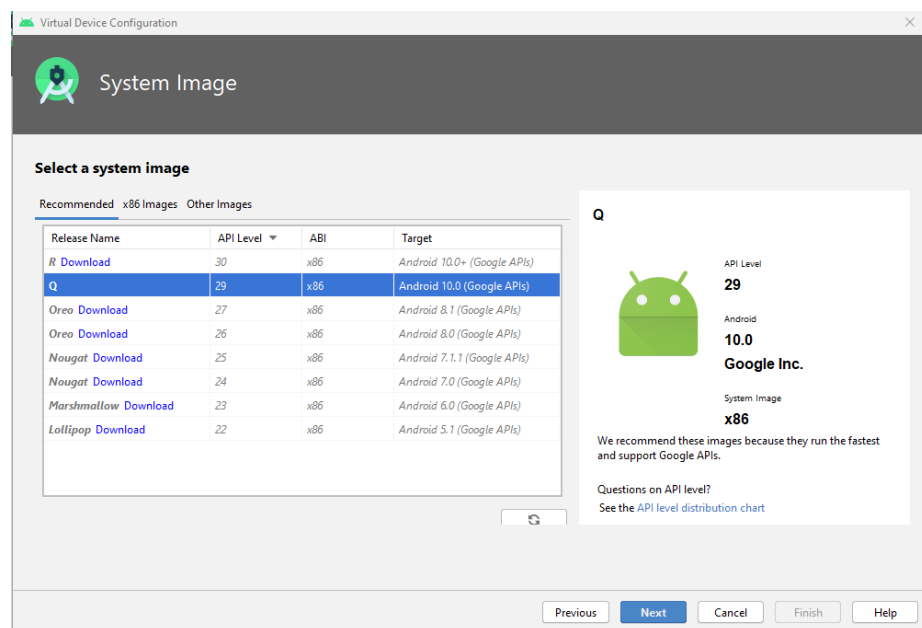 Virtual Device Configuration
System Image
Select a system image
Recommended x86 Images Other Images
Release Name API Level ABI Target
R Download 30 x86 Android 10.0+ (Google APIs)
Q 29 x86 Android 10.0 (Google APIs)
Oreo Download 27 x86 Android 8.1 (Google APIs)
Oreo Download 26 x86 Android 8.0 (Google APIs)
Nougat Download 25 x86 Android 7.1.1 (Google APIs)
Nougat Download 24 x86 Android 7.0 (Google APIs)
Marshmallow Download 23 x86 Android 6.0 (Google APIs)
Lollipop Download 22 x86 Android 5.1 (Google APIs)
Q
API Level
29
Android
10.0
Google Inc.
System Image
x86
We recommend these images because they run the fastest
and support Google APIs.
Questions on API level?
See the API level distribution chart
Previous Next Cancel Finish Help